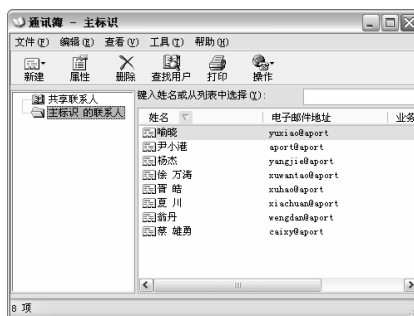 通讯簿 - 主标识
文件(F) 编辑(E) 查看(V) 工具(T) 帮助(H)
新建 属性 删除 查找用户 打印 操作
共享联系人
主标识 的联系人
键入姓名或从列表中选择(Y):
姓名 电子邮件地址 业务
喻晓 yuxiao@aport
尹小港 aport@aport
杨杰 yangjie@aport
徐 万涛 xuwantao@aport
胥 皓 xuhao@aport
夏 川 xiachuan@aport
翁丹 wengdan@aport
蔡 雄勇 caixy@aport
8 项